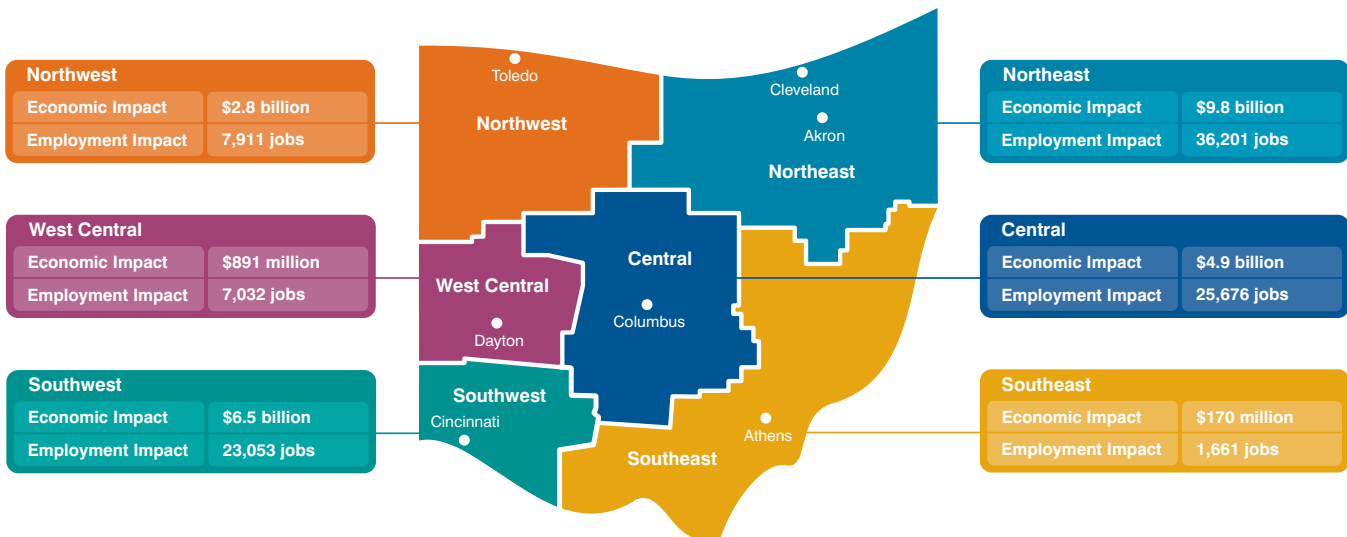 Northwest
Economic Impact $2.8 billion
Employment Impact 7,911 jobs
West Central
Economic Impact $891 million
Employment Impact 7,032 jobs
Southwest
Economic Impact $6.5 billion
Employment Impact 23,053 jobs
Toledo
Northwest
Cleveland
Akron
Northeast
Central
Columbus
West Central
Dayton
Southwest
Cincinnati
Athens
Southeast
Northeast
Economic Impact $9.8 billion
Employment Impact 36,201 jobs
Central
Economic Impact $4.9 billion
Employment Impact 25,676 jobs
Southeast
Economic Impact $170 million
Employment Impact 1,661 jobs